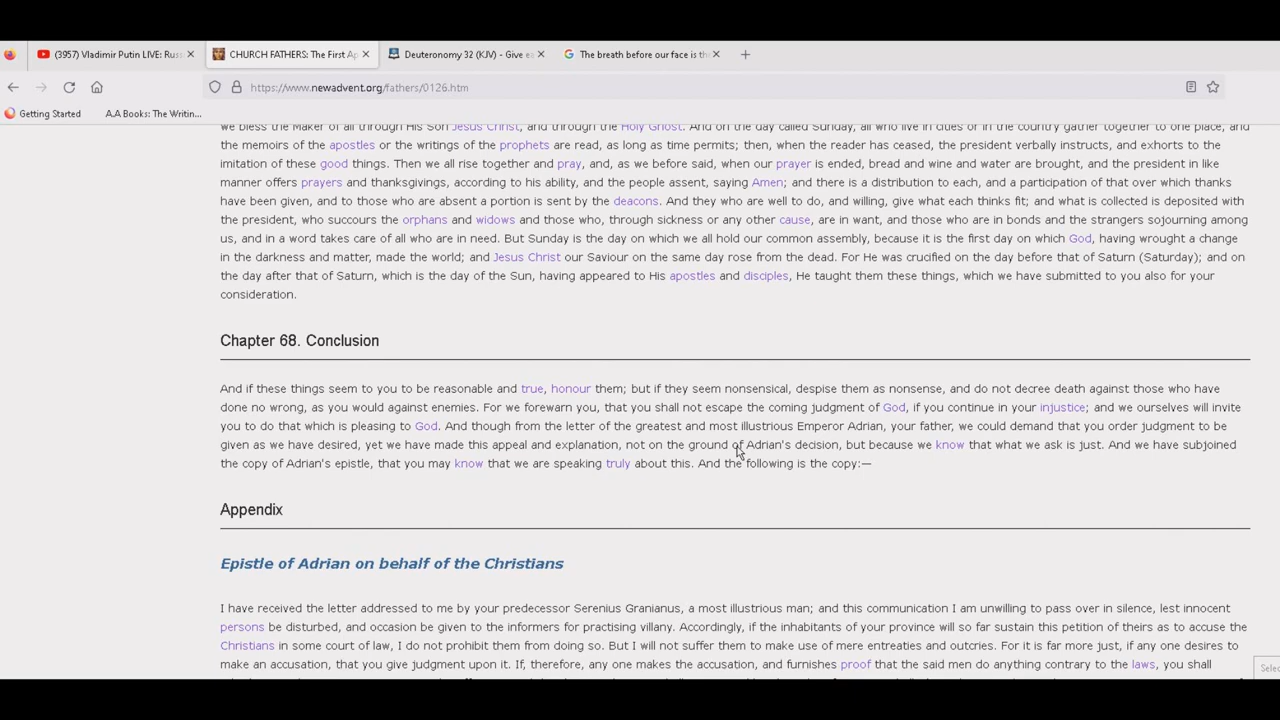 (3957) Vladimir Putin LIVE: Russ
CHURCH FATHERS: The First Ap
Deuteronomy 32 (KJV) - Give ea
The breath before our face is the
https://www.newadvent.org/fathers/0126.htm
Getting Started
A.A Books: The Writin...
we bless the Maker of all through His Son Jesus Christ, and through the Holy Ghost. And on the day called Sunday, all who live in cities or in the country gather together to one place, and
the memoirs of the apostles or the writings of the prophets are read, as long as time permits; then, when the reader has ceased, the president verbally instructs, and exhorts to the
imitation of these good things. Then we all rise together and pray, and, as we before said, when our prayer is ended, bread and wine and water are brought, and the president in like
manner offers prayers and thanksgivings, according to his ability, and the people assent, saying Amen; and there is a distribution to each, and a participation of that over which thanks
have been given, and to those who are absent a portion is sent by the deacons. And they who are well to do, and willing, give what each thinks fit; and what is collected is deposited with
the president, who succours the orphans and widows and those who, through sickness or any other cause, are in want, and those who are in bonds and the strangers sojourning among
us, and in a word takes care of all who are in need. But Sunday is the day on which we all hold our common assembly, because it is the first day on which God, having wrought a change
in the darkness and matter, made the world; and Jesus Christ our Saviour on the same day rose from the dead. For He was crucified on the day before that of Saturn (Saturday); and on
the day after that of Saturn, which is the day of the Sun, having appeared to His apostles and disciples, He taught them these things, which we have submitted to you also for your
consideration.
Chapter 68. Conclusion
And if these things seem to you to be reasonable and true, honour them; but if they seem nonsensical, despise them as nonsense, and do not decree death against those who have
done no wrong, as you would against enemies. For we forewarn you, that you shall not escape the coming judgment of God, if you continue in your injustice; and we ourselves will invite
you to do that which is pleasing to God. And though from the letter of the greatest and most illustrious Emperor Adrian, your father, we could demand that you order judgment to be
given as we have desired, yet we have made this appeal and explanation, not on the ground of Adrian's decision, but because we know that what we ask is just. And we have subjoined
the copy of Adrian's epistle, that you may know that we are speaking truly about this. And the following is the copy:—
Appendix
Epistle of Adrian on behalf of the Christians
I have received the letter addressed to me by your predecessor Serenius Granianus, a most illustrious man; and this communication I am unwilling to pass over in silence, lest innocent
persons be disturbed, and occasion be given to the informers for practising villany. Accordingly, if the inhabitants of your province will so far sustain this petition of theirs as to accuse the
Christians in some court of law, I do not prohibit them from doing so. But I will not suffer them to make use of mere entreaties and outcries. For it is far more just, if any one desires to
make an accusation, that you give judgment upon it. If, therefore, any one makes the accusation, and furnishes proof that the said men do anything contrary to the laws, you shall
Selec